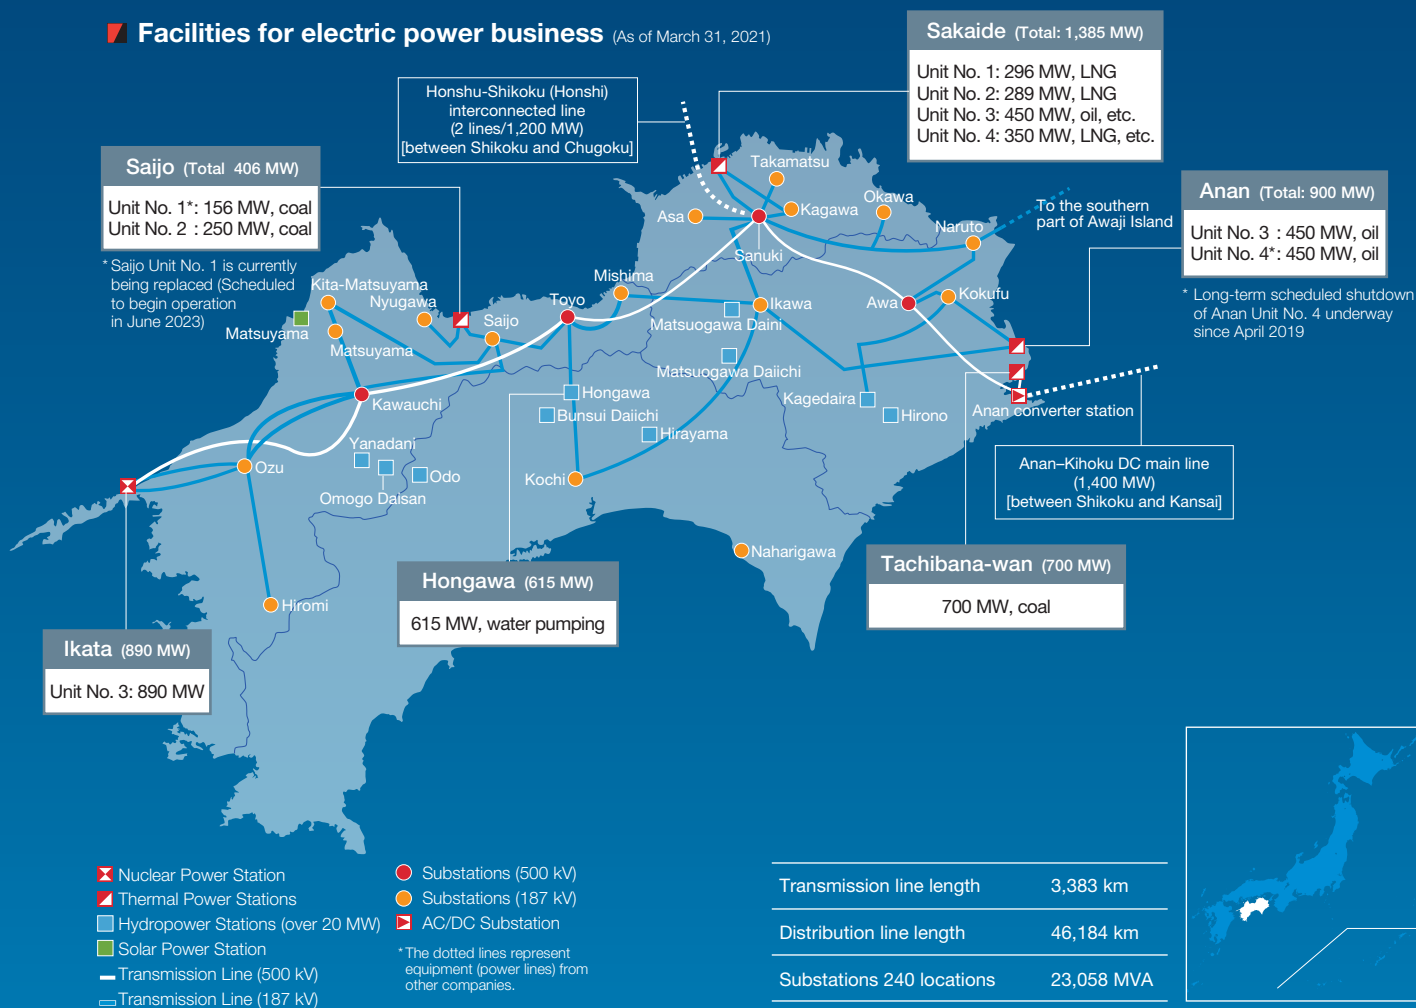 Facilities for electric power business (As of March 31, 2021)
Sakaide (Total: 1,385 MW)
Unit No. 1: 296 MW, LNG
Unit No. 2: 289 MW, LNG
Unit No. 3: 450 MW, oil, etc.
Unit No. 4: 350 MW, LNG, etc.
Honshu-Shikoku (Honshi)
interconnected line
(2 lines/1,200 MW)
[between Shikoku and Chugoku]
Saijo (Total 406 MW)
Unit No. 1*: 156 MW, coal
Unit No. 2 : 250 MW, coal
* Saijo Unit No. 1 is currently
being replaced (Scheduled
to begin operation
in June 2023)
Anan (Total: 900 MW)
Unit No. 3 : 450 MW, oil
Unit No. 4*: 450 MW, oil
* Long-term scheduled shutdown
of Anan Unit No. 4 underway
since April 2019
To the southern
part of Awaji Island
Takamatsu
Okawa
Asa
Kagawa
Naruto
Sanuki
Mishima
Kita-Matsuyama
Nyugawa
Toyo
Ikawa
Awa
Kokufu
Matsuyama
Saijo
Matsuogawa Daini
Matsuyama
Matsuogawa Daiichi
Kawauchi
Hongawa
Kagedaira
Anan converter station
Bunsui Daiichi
Hirono
Hirayama
Yanadani
Ozu
Odo
Omogo Daisan
Kochi
Anan–Kihoku DC main line
(1,400 MW)
[between Shikoku and Kansai]
Naharigawa
Hiromi
Tachibana-wan (700 MW)
700 MW, coal
Hongawa (615 MW)
615 MW, water pumping
Ikata (890 MW)
Unit No. 3: 890 MW
Nuclear Power Station
Thermal Power Stations
Hydropower Stations (over 20 MW)
Solar Power Station
Transmission Line (500 kV)
Transmission Line (187 kV)
Substations (500 kV)
Substations (187 kV)
AC/DC Substation
* The dotted lines represent
equipment (power lines) from
other companies.
Transmission line length 3,383 km
Distribution line length 46,184 km
Substations 240 locations 23,058 MVA